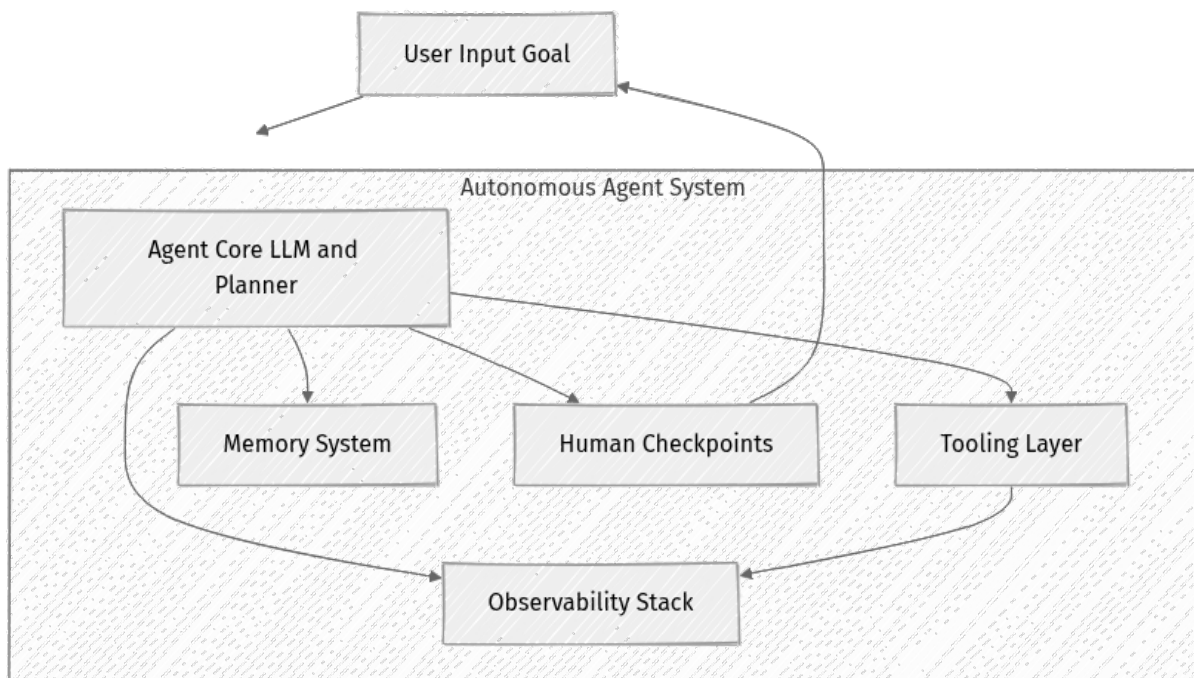 User Input Goal
Autonomous Agent System
Agent Core LLM and
Planner
Memory System
Human Checkpoints
Tooling Layer
Observability Stack